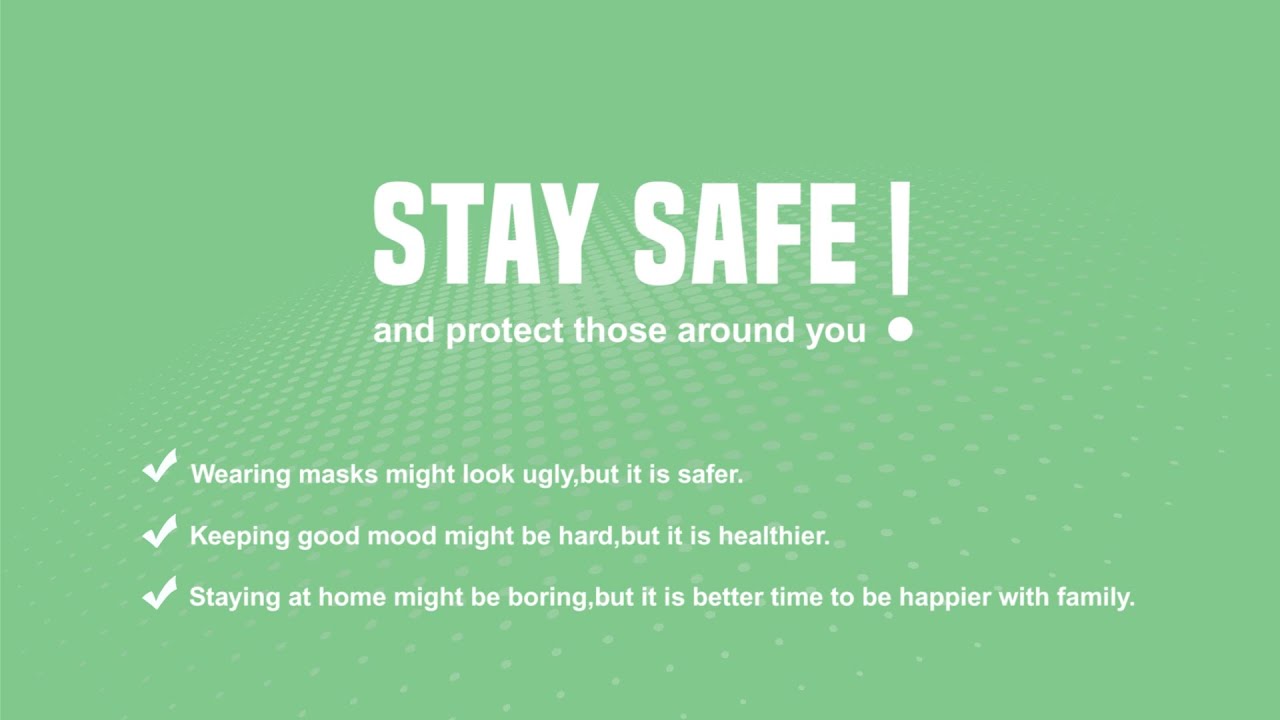 STAY SAFE !
and protect those around you
Wearing masks might look ugly,but it is safer.
Keeping good mood might be hard,but it is healthier.
Staying at home might be boring,but it is better time to be happier with family.